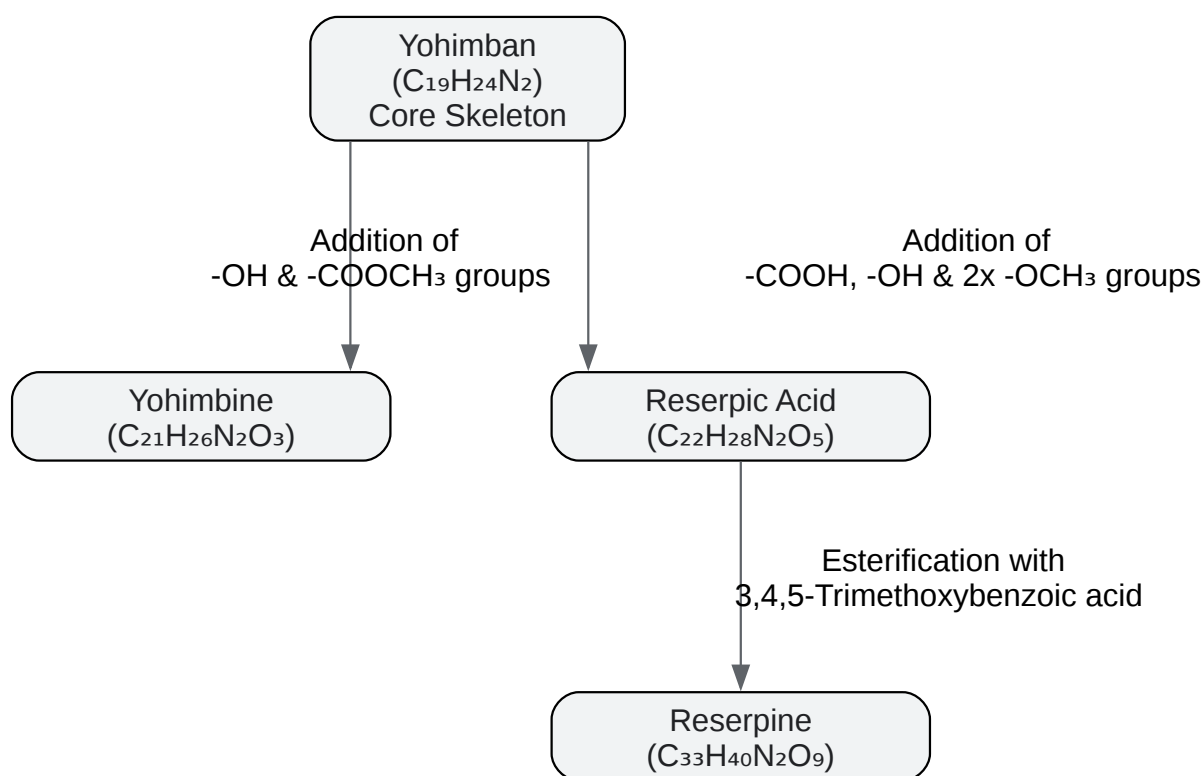 Yohimban
(C₁₉H₂₄N₂)
Core Skeleton
Addition of
-OH & -COOCH₃ groups
Addition of
-COOH, -OH & 2x -OCH₃ groups
Yohimbine
(C₂₁H₂₆N₂O₃)
Reserpic Acid
(C₂₂H₂₈N₂O₅)
Esterification with
3,4,5-Trimethoxybenzoic acid
Reserpine
(C₃₃H₄₀N₂O₉)